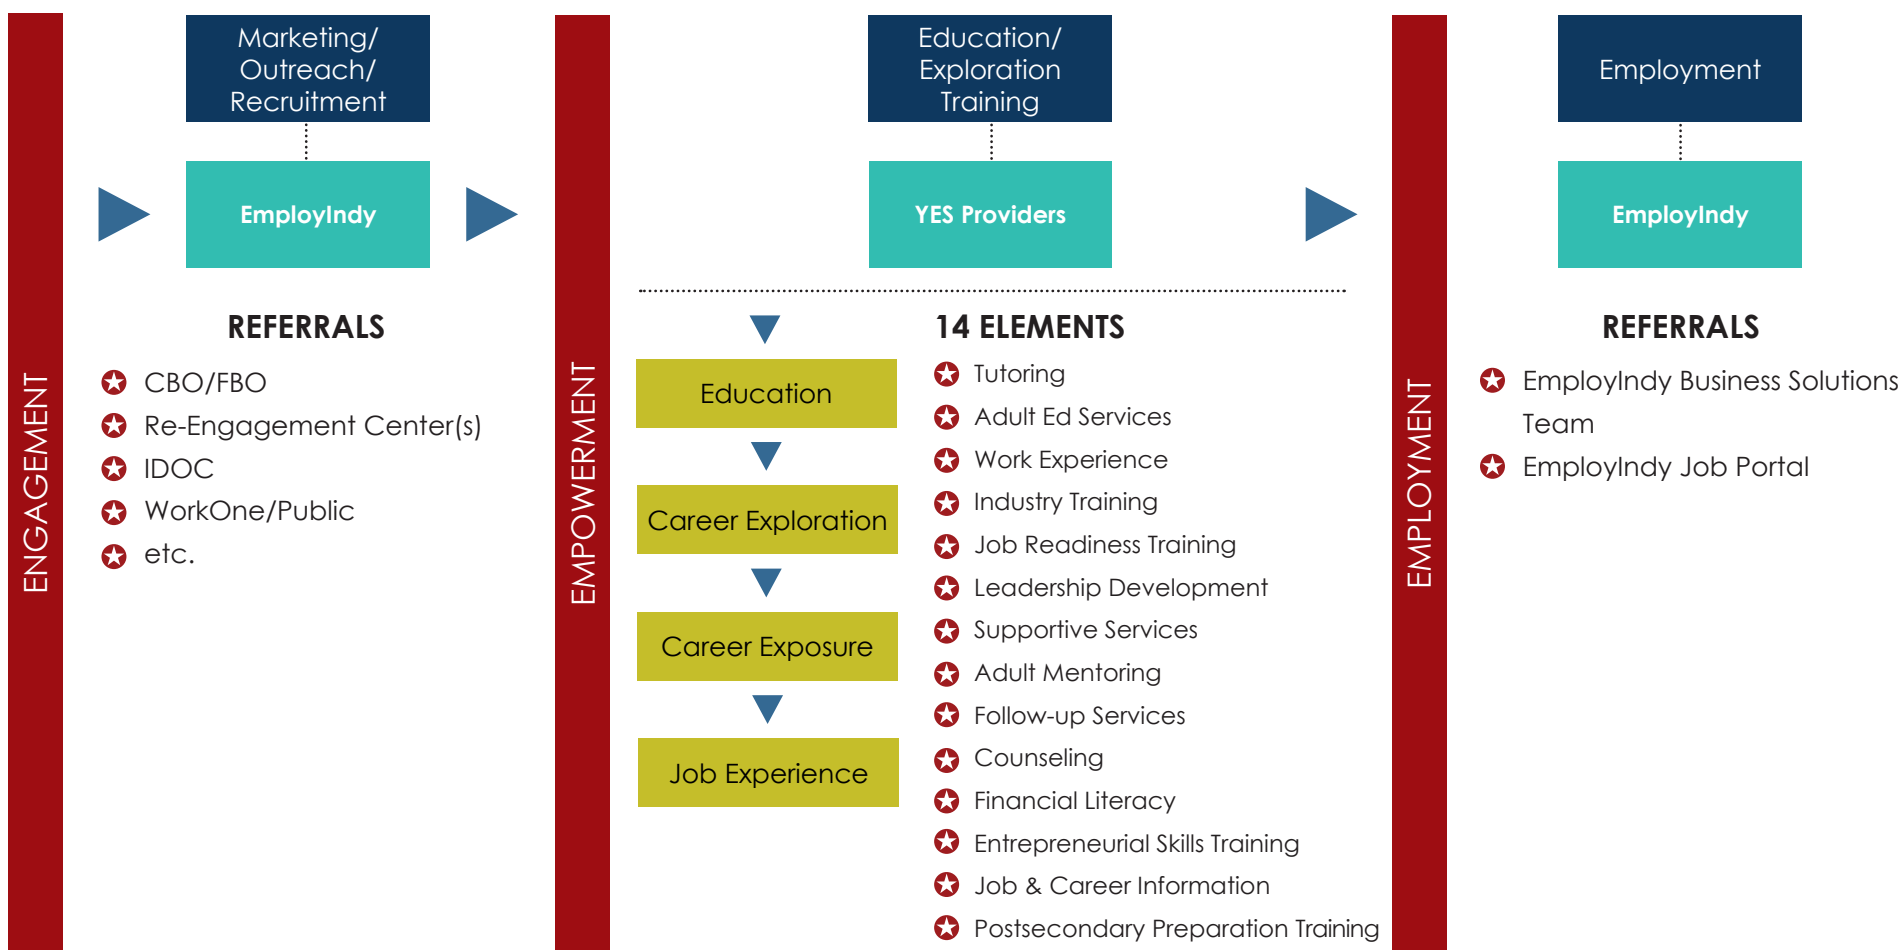 ENGAGEMENT
Marketing/
Outreach/
Recruitment
EmployIndy
REFERRALS
CBO/FBO
Re-Engagement Center(s)
IDOC
WorkOne/Public
etc.
EMPOWERMENT
Education/
Exploration
Training
YES Providers
Education
Career Exploration
Career Exposure
Job Experience
14 ELEMENTS
Tutoring
Adult Ed Services
Work Experience
Industry Training
Job Readiness Training
Leadership Development
Supportive Services
Adult Mentoring
Follow-up Services
Counseling
Financial Literacy
Entrepreneurial Skills Training
Job & Career Information
Postsecondary Preparation Training
EMPLOYMENT
Employment
EmployIndy
REFERRALS
EmployIndy Business Solutions
Team
EmployIndy Job Portal